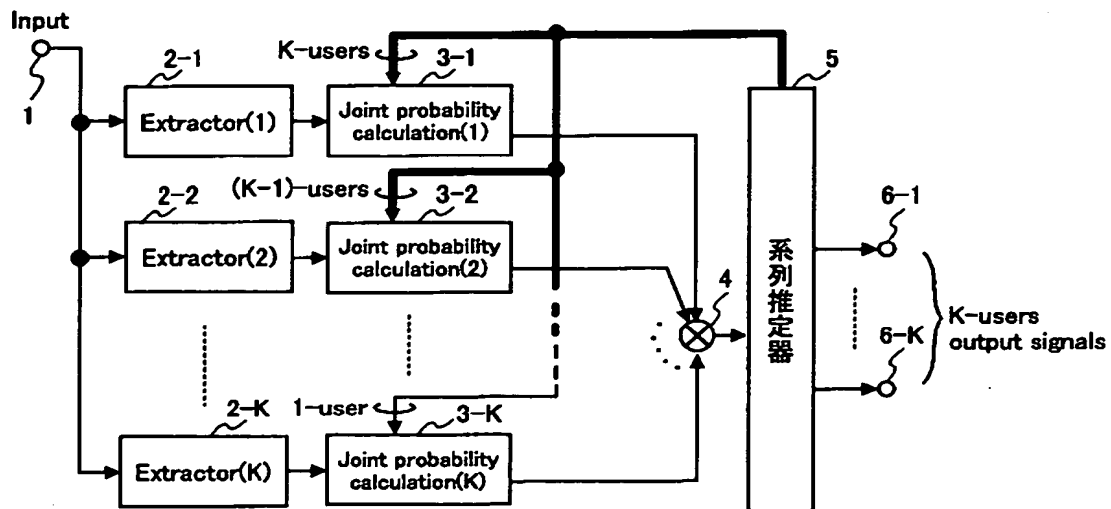 Input
1
2-1
Extractor(1)
K-users
3-1
Joint probability
calculation(1)
5
2-2
Extractor(2)
(K-1)-users
3-2
Joint probability
calculation(2)
4
系列推定器
6-1
6-K
K-users
output signals
2-K
Extractor(K)
1-user
3-K
Joint probability
calculation(K)